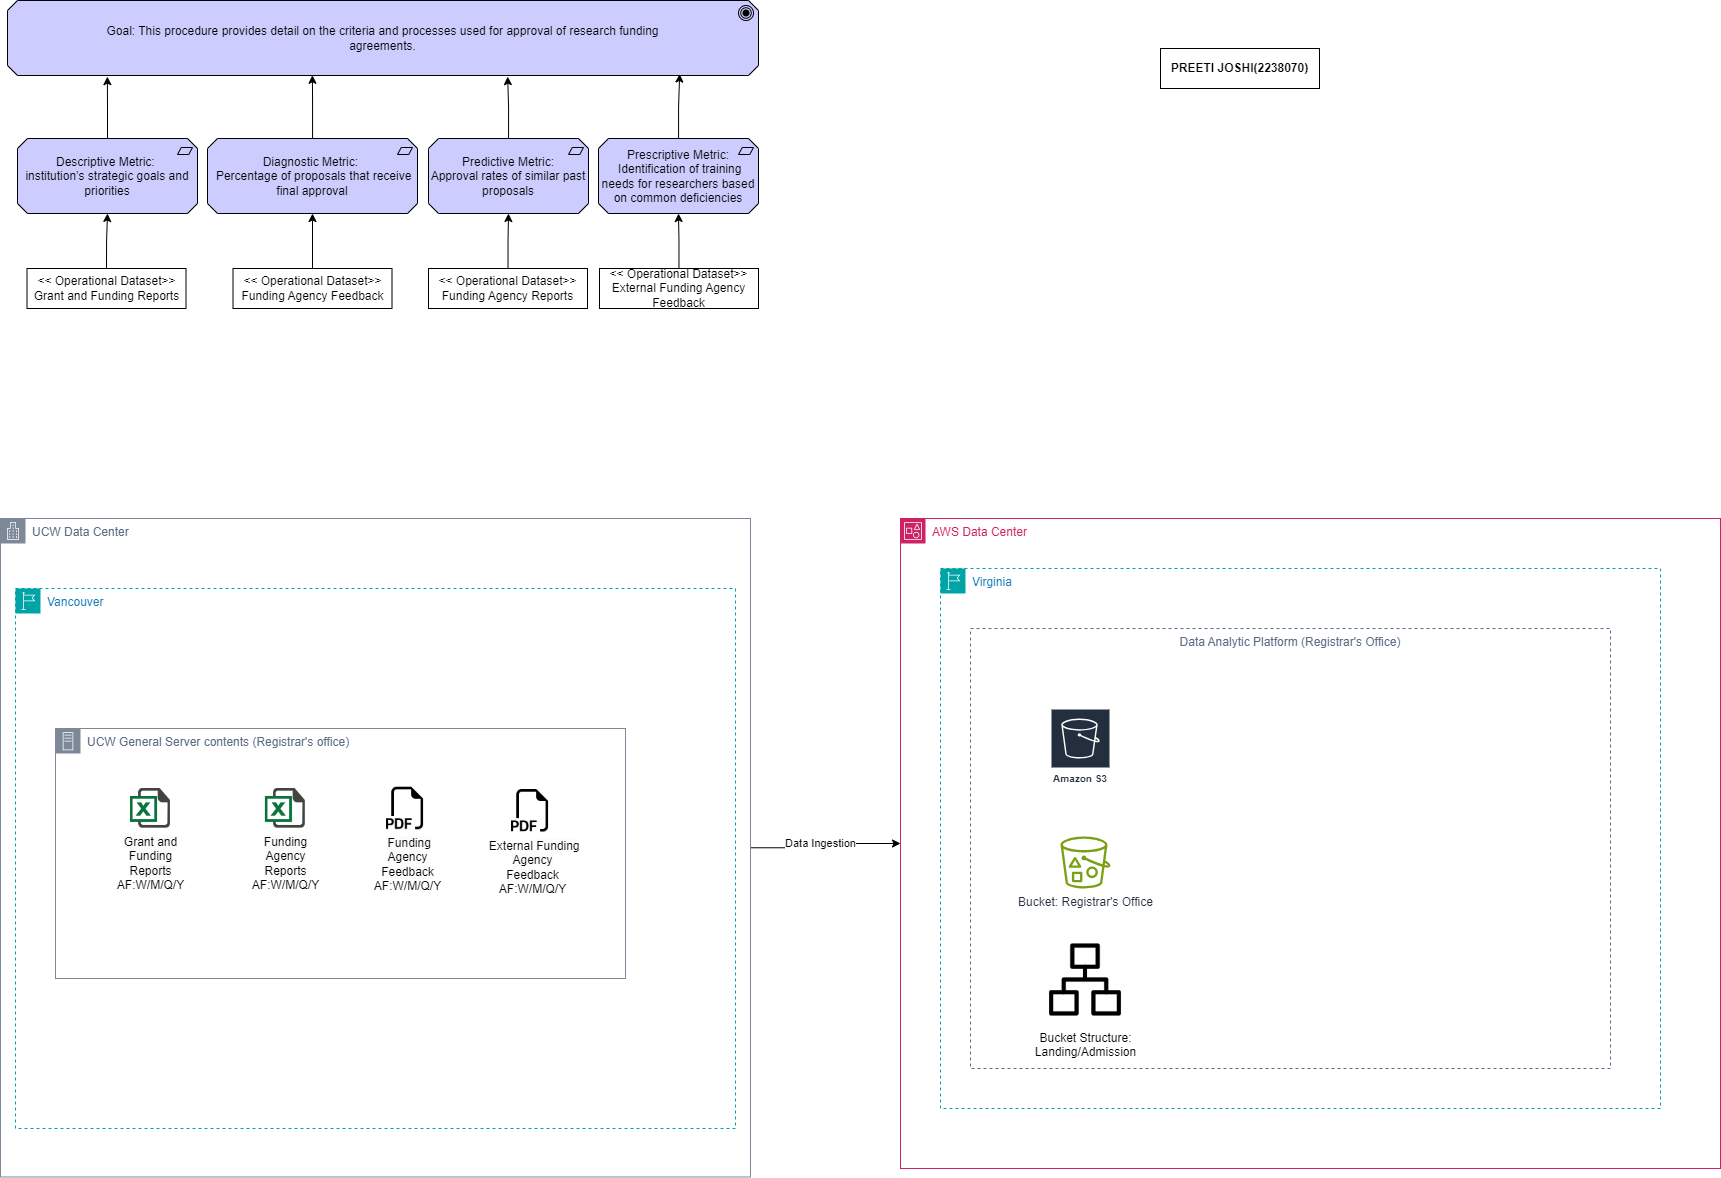 Goal: This procedure provides detail on the criteria and processes used for approval of research funding
agreements.
PREETI JOSHI(2238070)
Descriptive Metric:
institution's strategic goals and
priorities
Diagnostic Metric:
Percentage of proposals that receive
final approval
Predictive Metric:
Approval rates of similar past
proposals
Prescriptive Metric:
Identification of training
needs for researchers based
on common deficiencies
<< Operational Dataset>>
Grant and Funding Reports
<< Operational Dataset>>
Funding Agency Feedback
<< Operational Dataset>>
Funding Agency Reports
<< Operational Dataset>>
External Funding Agency
Feedback
UCW Data Center
Vancouver
UCW General Server contents (Registrar's office)
Grant and
Funding
Reports
AF:W/M/Q/Y
Funding
Agency
Reports
AF:W/M/Q/Y
PDF
Funding
Agency
Feedback
AF:W/M/Q/Y
PDF
External Funding
Agency
Feedback
AF:W/M/Q/Y
Data Ingestion
AWS Data Center
Virginia
Data Analytic Platform (Registrar's Office)
Amazon S3
Bucket: Registrar's Office
Bucket Structure:
Landing/Admission